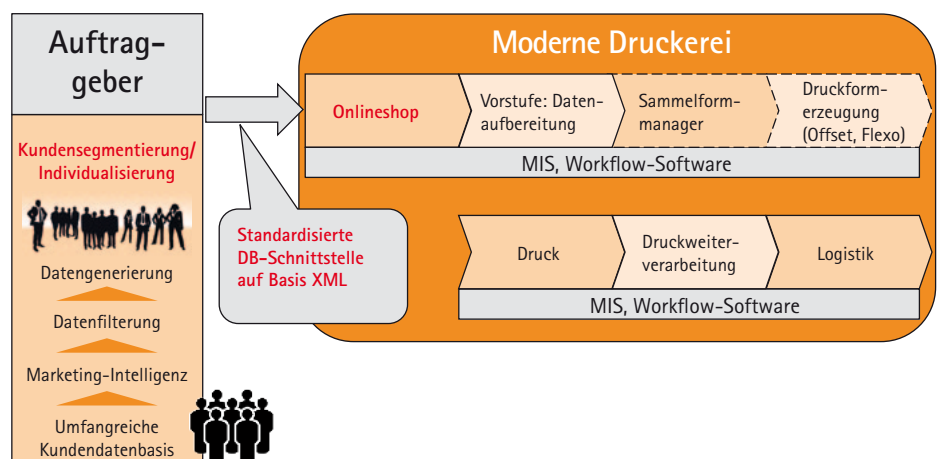 Auftrag-
geber
Kundensegmentierung/
Individualisierung
Datengenerierung
Datenfilterung
Marketing-Intelligenz
Umfangreiche
Kundendatenbasis
Standardisierte
DB-Schnittstelle
auf Basis XML
Moderne Druckerei
Onlineshop
Vorstufe: Daten-
aufbereitung
Sammelform-
manager
Druckform-
erzeugung
(Offset, Flexo)
MIS, Workflow-Software
Druck
Druckweiter-
verarbeitung
Logistik
MIS, Workflow-Software